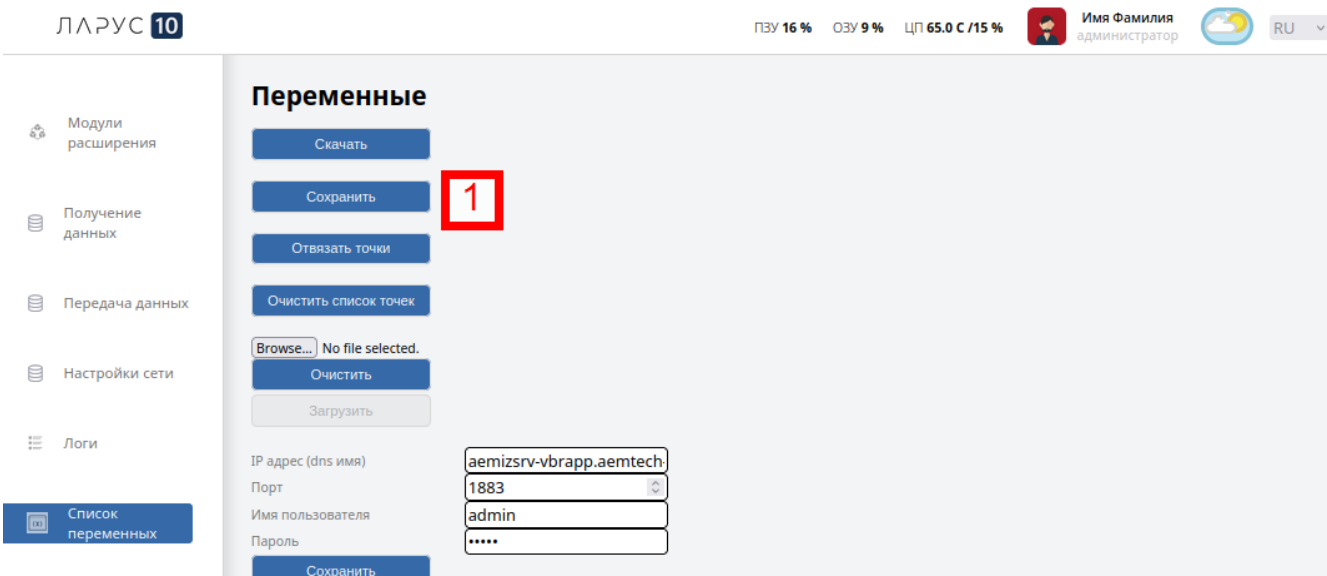 ЛАРУС 10
ПЗУ 16 % ОЗУ 9 % ЦП 65.0 C /15 %
Имя Фамилия
администратор
RU
Переменные
Модули
расширения
Скачать
Сохранить
1
Получение
данных
Отвязать точки
Передача данных
Очистить список точек
Browse... No file selected.
Настройки сети
Очистить
Загрузить
Логи
IP адрес (dns имя) aemizsrv-vbrapp.aemtech-
Порт 1883
Имя пользователя admin
Пароль •••••
Список
переменных
Сохранить